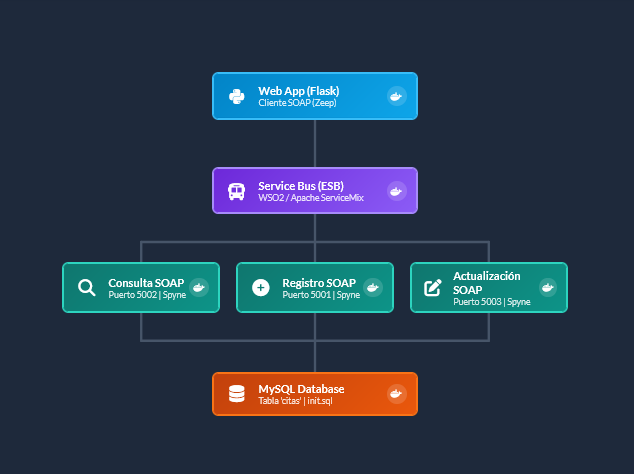 Web App (Flask)
Cliente SOAP (Zeep)
Service Bus (ESB)
WSO2 / Apache ServiceMix
Consulta SOAP
Puerto 5002 | Spyne
Registro SOAP
Puerto 5001 | Spyne
Actualización
SOAP
Puerto 5003 | Spyne
MySQL Database
Tabla 'citas' | init.sql